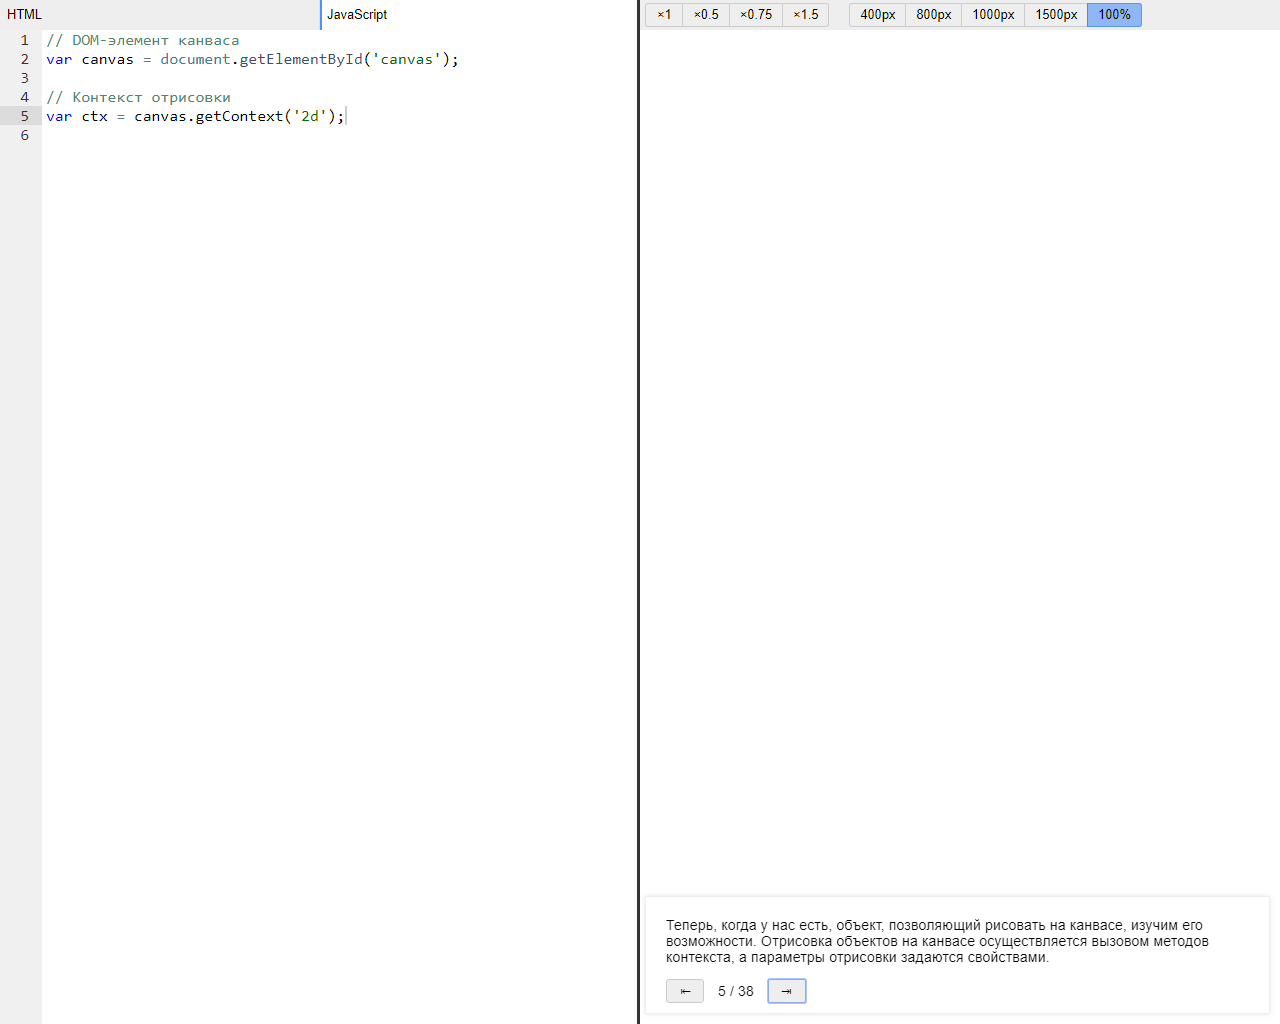 HTML
JavaScript
×1 ×0.5 ×0.75 ×1.5 400px 800px 1000px 1500px 100%
1 // DOM-элемент канваса
2 var canvas = document.getElementById('canvas');
3
4 // Контекст отрисовки
5 var ctx = canvas.getContext('2d');
6
Теперь, когда у нас есть, объект, позволяющий рисовать на канвасе, изучим его
возможности. Отрисовка объектов на канвасе осуществляется вызовом методов
контекста, а параметры отрисовки задаются свойствами.
⇤ 5 / 38 ⇥